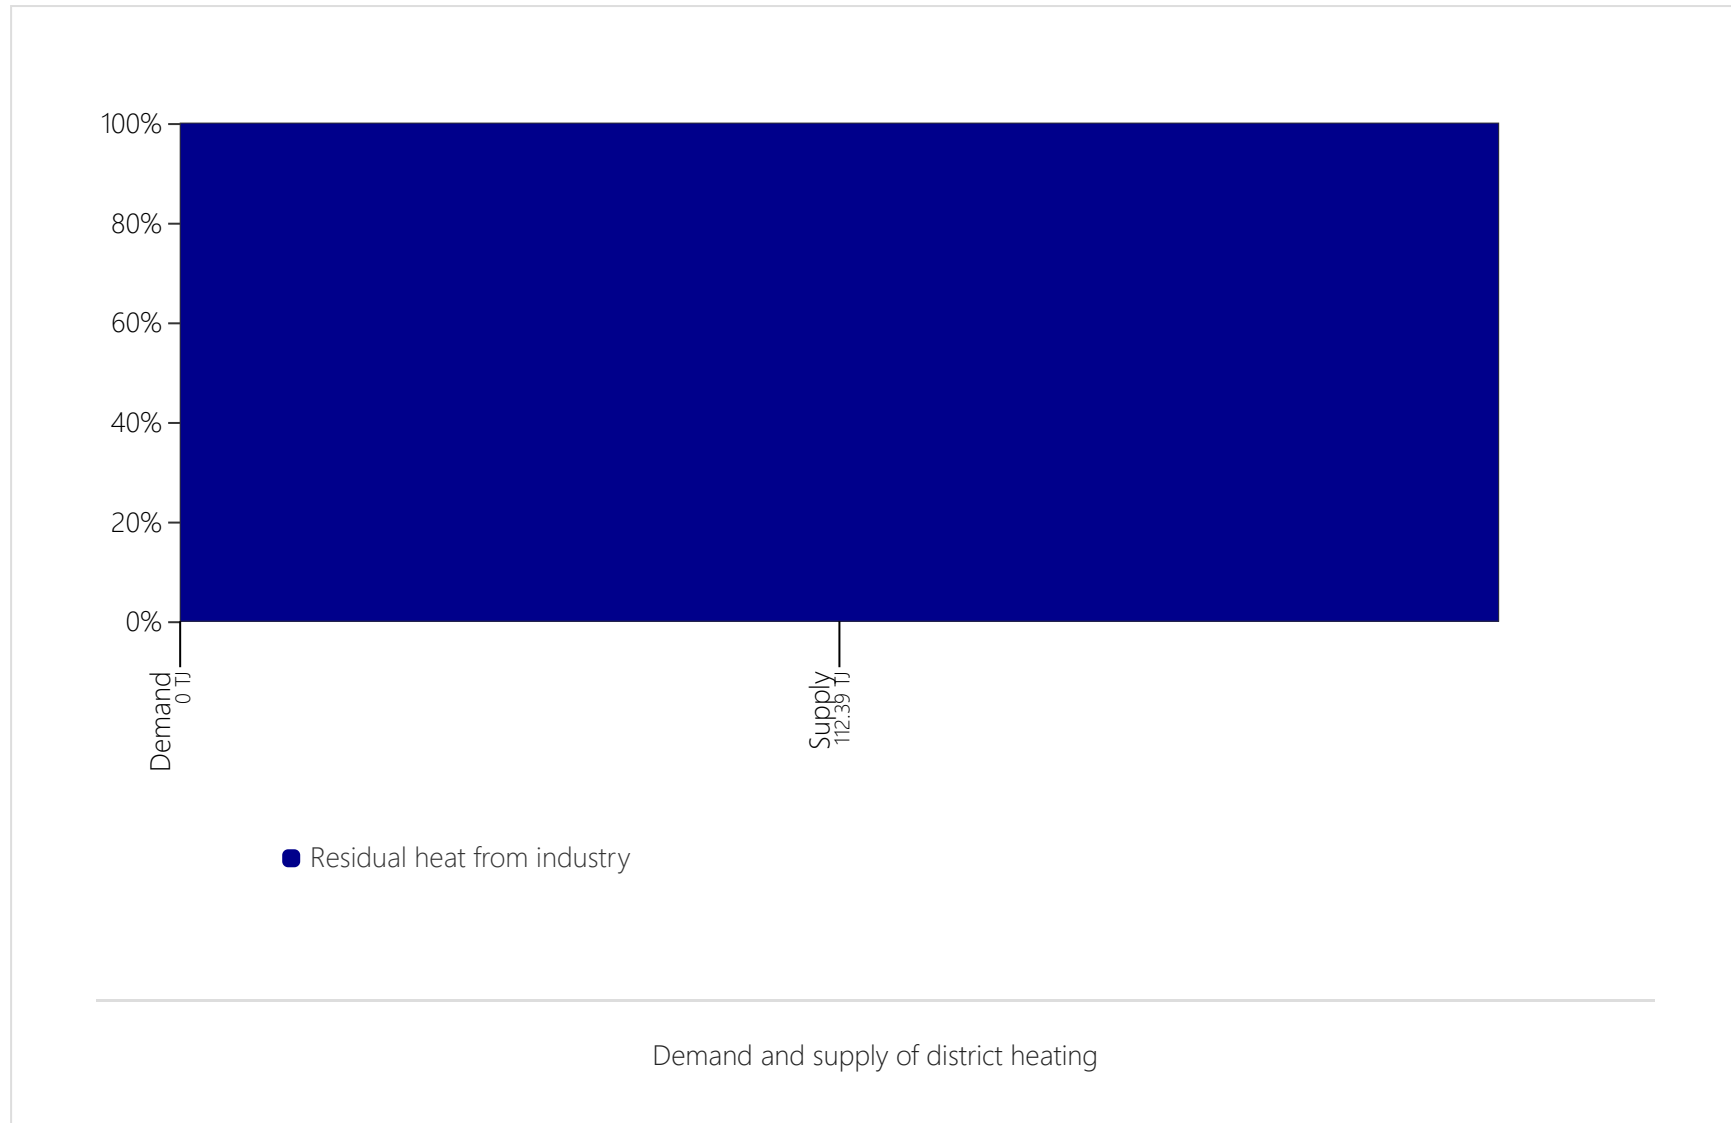 100%
80%
60%
40%
20%
0%
Demand
0 TJ
Supply
112.39 TJ
Residual heat from industry
Demand and supply of district heating